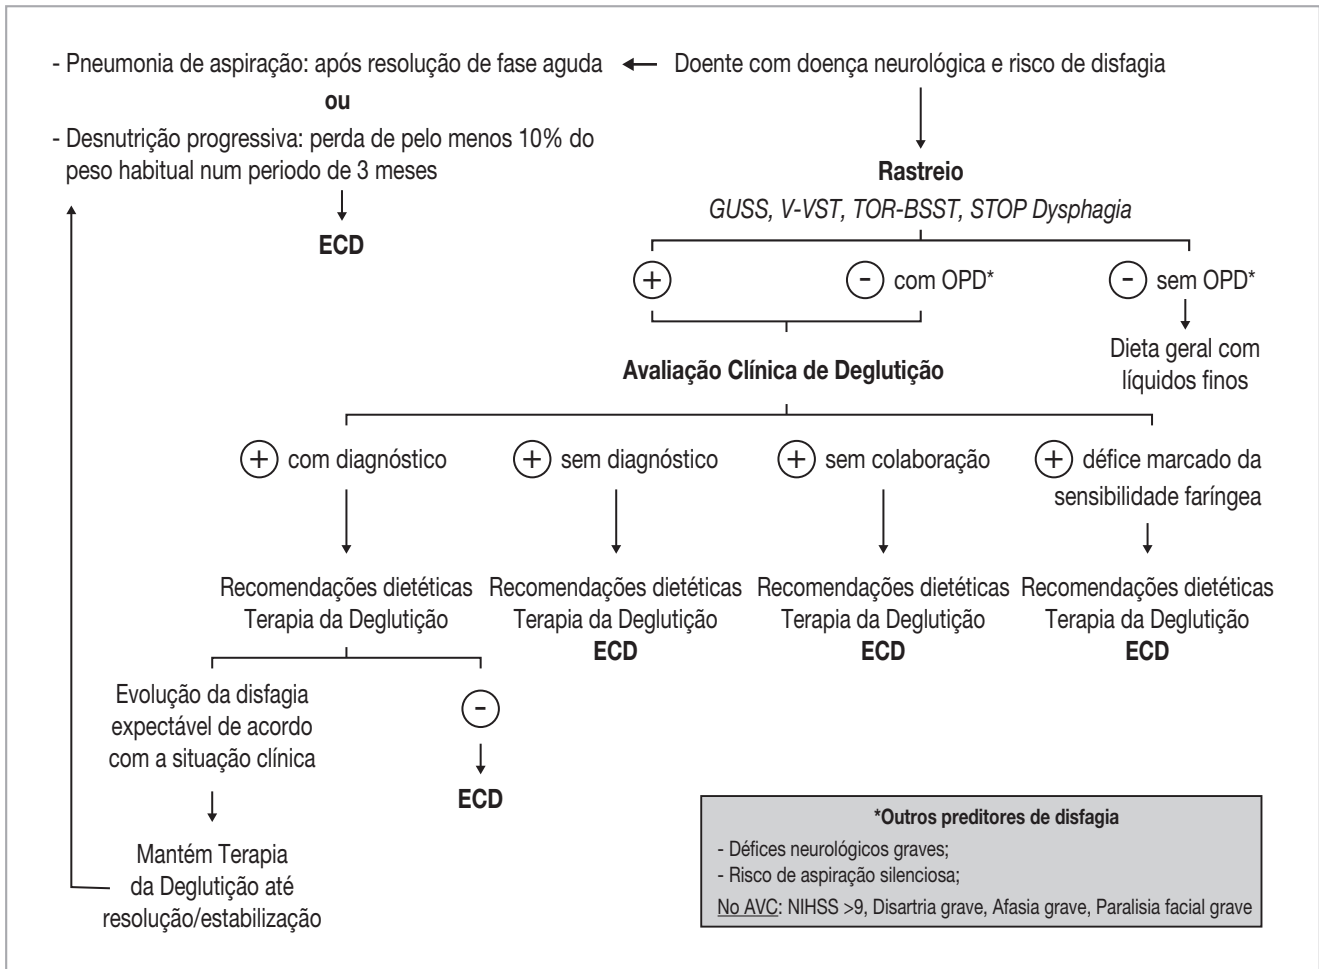 - Pneumonia de aspiração: após resolução de fase aguda
ou
- Desnutrição progressiva: perda de pelo menos 10% do
peso habitual num periodo de 3 meses
ECD
Doente com doença neurológica e risco de disfagia
Rastreio
GUSS, V-VST, TOR-BSST, STOP Dysphagia
+
- com OPD*
- sem OPD*
Dieta geral com
líquidos finos
Avaliação Clínica de Deglutição
+ com diagnóstico
+ sem diagnóstico
+ sem colaboração
+ défice marcado da
sensibilidade faríngea
Recomendações dietéticas
Terapia da Deglutição
Recomendações dietéticas
Terapia da Deglutição
ECD
Recomendações dietéticas
Terapia da Deglutição
ECD
Recomendações dietéticas
Terapia da Deglutição
ECD
Evolução da disfagia
expectável de acordo
com a situação clínica
-
ECD
Mantém Terapia
da Deglutição até
resolução/estabilização
*Outros preditores de disfagia
- Défices neurológicos graves;
- Risco de aspiração silenciosa;
No AVC: NIHSS >9, Disartria grave, Afasia grave, Paralisia facial grave